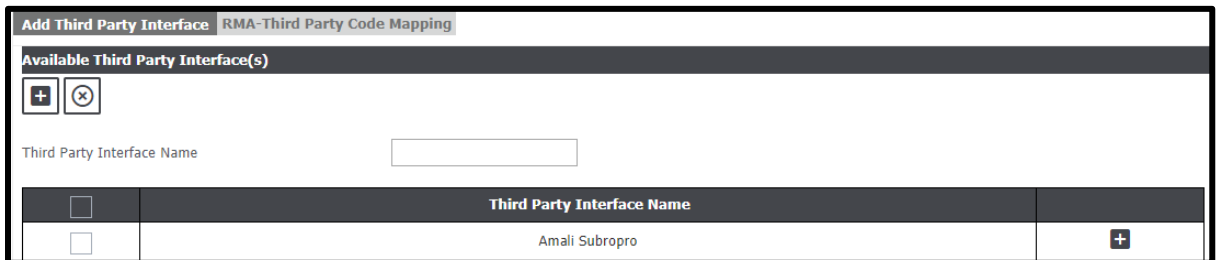 Add Third Party Interface RMA-Third Party Code Mapping
Available Third Party Interface(s)
Third Party Interface Name
Third Party Interface Name
Amali Subropro